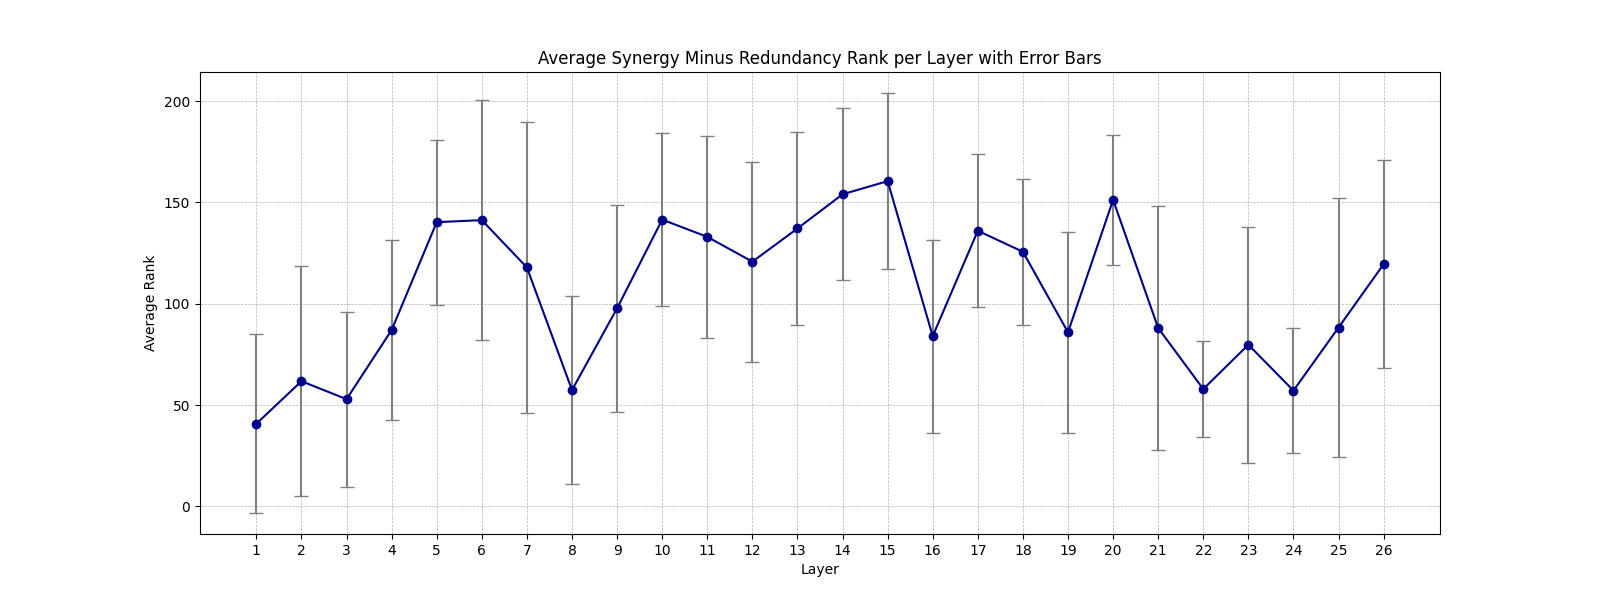 Average Synergy Minus Redundancy Rank per Layer with Error Bars
Average Rank
200
150
100
50
0
1 2 3 4 5 6 7 8 9 10 11 12 13 14 15 16 17 18 19 20 21 22 23 24 25 26
Layer